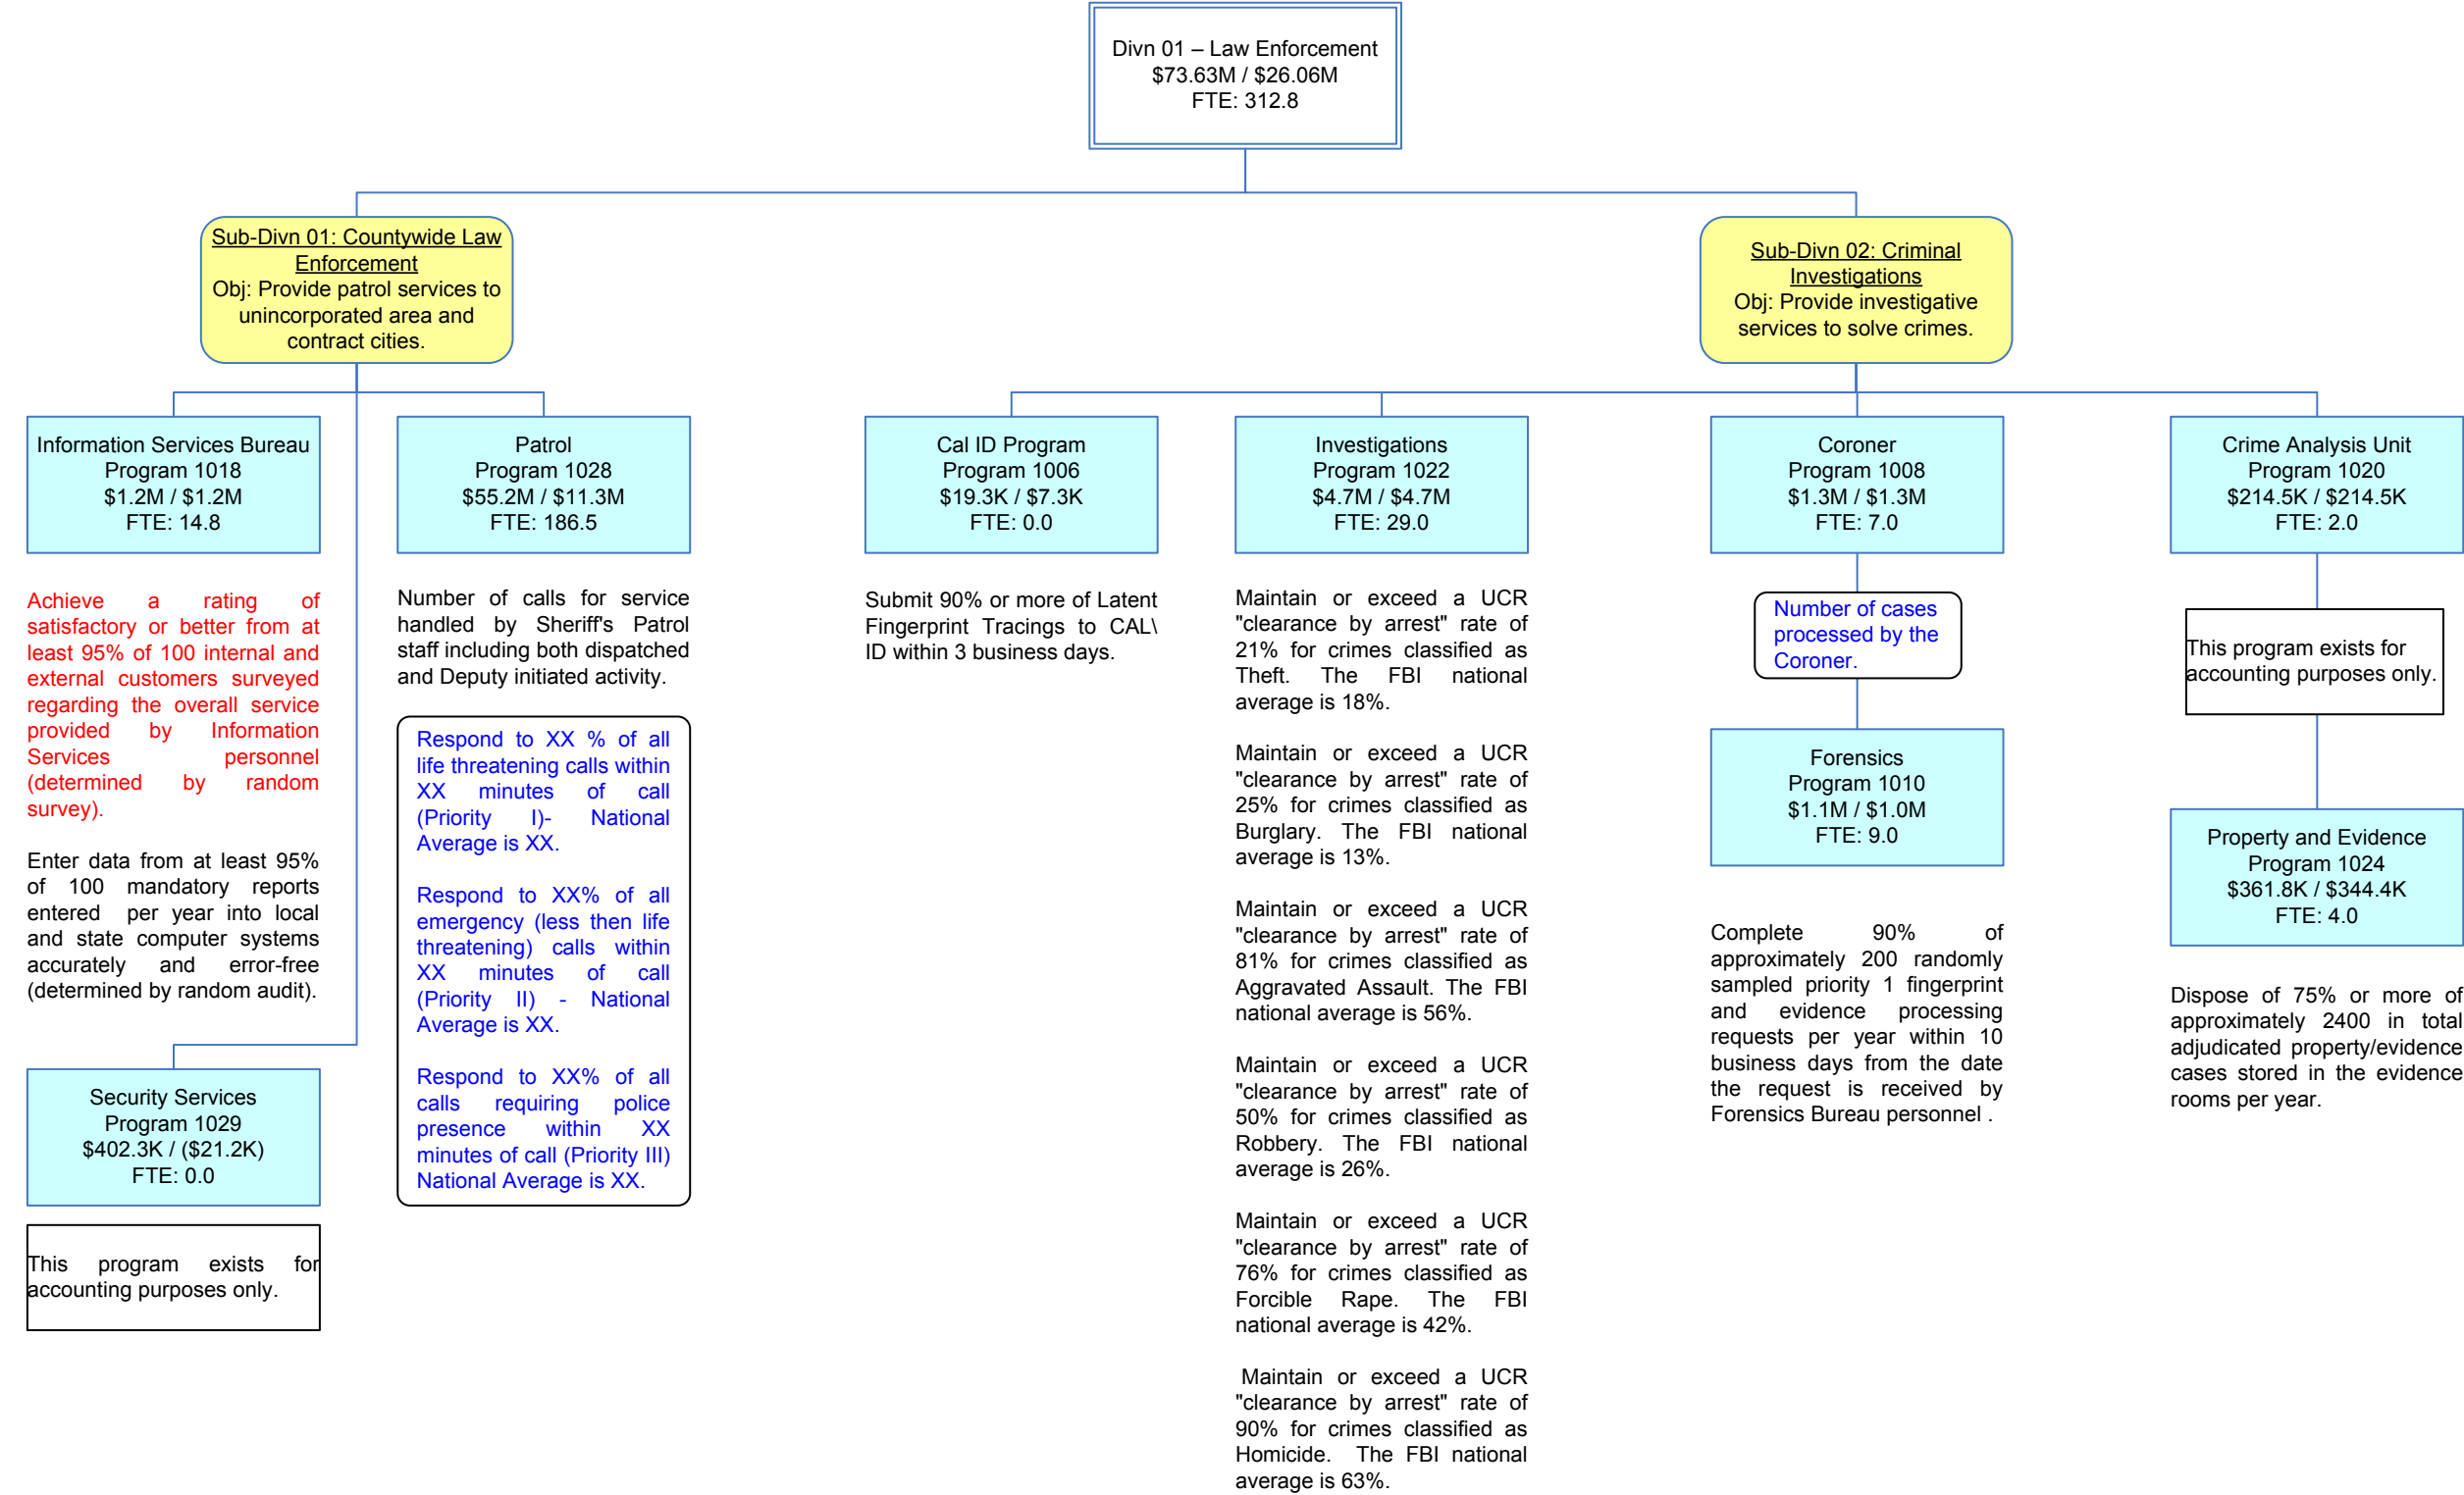 Divn 01 – Law Enforcement
$73.63M / $26.06M
FTE: 312.8
Sub-Divn 01: Countywide Law
Enforcement
Obj: Provide patrol services to
unincorporated area and
contract cities.
Sub-Divn 02: Criminal
Investigations
Obj: Provide investigative
services to solve crimes.
Information Services Bureau
Program 1018
$1.2M / $1.2M
FTE: 14.8
Achieve a rating of
satisfactory or better from at
least 95% of 100 internal and
external customers surveyed
regarding the overall service
provided by Information
Services personnel
(determined by random
survey).
Enter data from at least 95%
of 100 mandatory reports
entered per year into local
and state computer systems
accurately and error-free
(determined by random audit).
Security Services
Program 1029
$402.3K / ($21.2K)
FTE: 0.0
This program exists for
accounting purposes only.
Patrol
Program 1028
$55.2M / $11.3M
FTE: 186.5
Number of calls for service
handled by Sheriff's Patrol
staff including both dispatched
and Deputy initiated activity.
Respond to XX % of all
life threatening calls within
XX minutes of call
(Priority I)- National
Average is XX.
Respond to XX% of all
emergency (less then life
threatening) calls within
XX minutes of call
(Priority II) - National
Average is XX.
Respond to XX% of all
calls requiring police
presence within XX
minutes of call (Priority III)
National Average is XX.
Cal ID Program
Program 1006
$19.3K / $7.3K
FTE: 0.0
Submit 90% or more of Latent
Fingerprint Tracings to CAL\
ID within 3 business days.
Investigations
Program 1022
$4.7M / $4.7M
FTE: 29.0
Maintain or exceed a UCR
"clearance by arrest" rate of
21% for crimes classified as
Theft. The FBI national
average is 18%.
Maintain or exceed a UCR
"clearance by arrest" rate of
25% for crimes classified as
Burglary. The FBI national
average is 13%.
Maintain or exceed a UCR
"clearance by arrest" rate of
81% for crimes classified as
Aggravated Assault. The FBI
national average is 56%.
Maintain or exceed a UCR
"clearance by arrest" rate of
50% for crimes classified as
Robbery. The FBI national
average is 26%.
Maintain or exceed a UCR
"clearance by arrest" rate of
76% for crimes classified as
Forcible Rape. The FBI
national average is 42%.
Maintain or exceed a UCR
"clearance by arrest" rate of
90% for crimes classified as
Homicide. The FBI national
average is 63%.
Coroner
Program 1008
$1.3M / $1.3M
FTE: 7.0
Number of cases
processed by the
Coroner.
Forensics
Program 1010
$1.1M / $1.0M
FTE: 9.0
Complete 90% of
approximately 200 randomly
sampled priority 1 fingerprint
and evidence processing
requests per year within 10
business days from the date
the request is received by
Forensics Bureau personnel .
Crime Analysis Unit
Program 1020
$214.5K / $214.5K
FTE: 2.0
This program exists for
accounting purposes only.
Property and Evidence
Program 1024
$361.8K / $344.4K
FTE: 4.0
Dispose of 75% or more of
approximately 2400 in total
adjudicated property/evidence
cases stored in the evidence
rooms per year.